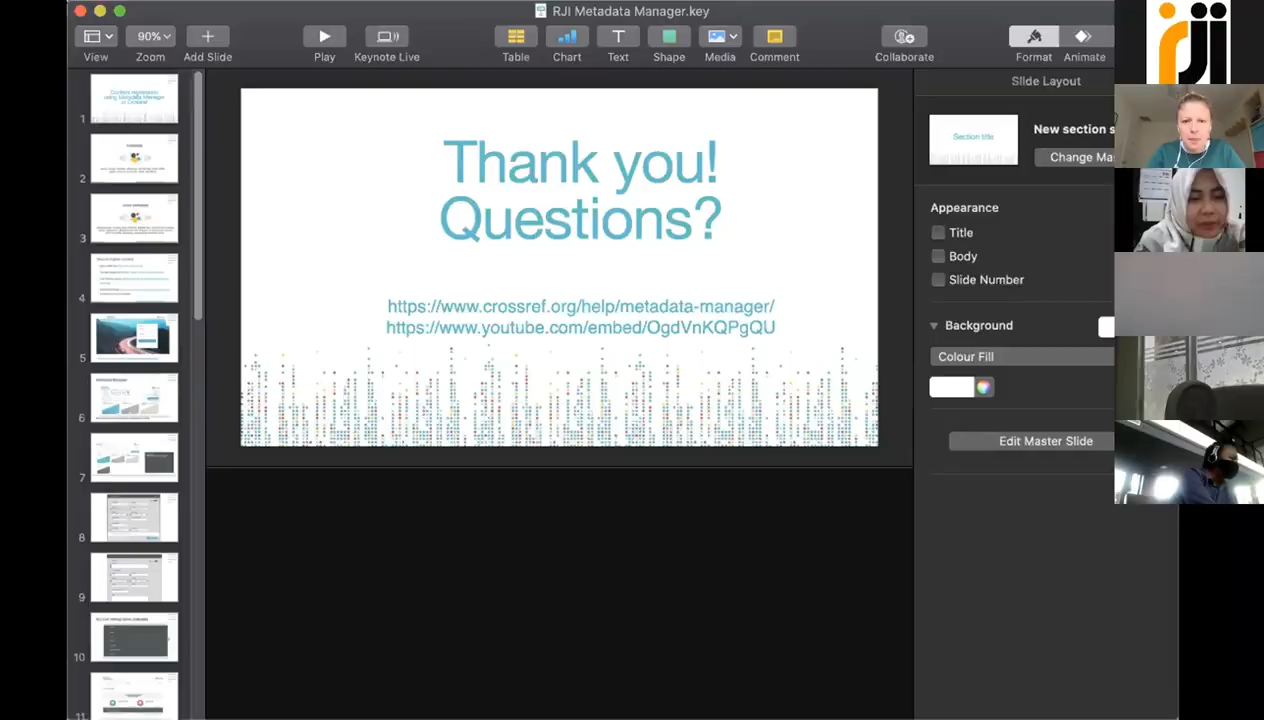 RJI Metadata Manager.key
90%
View
Zoom
Add Slide
Play
Keynote Live
Table
Chart
Text
Shape
Media
Comment
Collaborate
Format
Animate
rji
Slide Layout
Section title
New section s
Change Ma
Appearance
Title
Body
Slide Number
Background
Colour Fill
Edit Master Slide
Thank you!
Questions?
https://www.crossref.org/help/metadata-manager/
https://www.youtube.com/embed/OgdVnKQPgQU
1
2
3
4
5
6
7
8
9
10
11